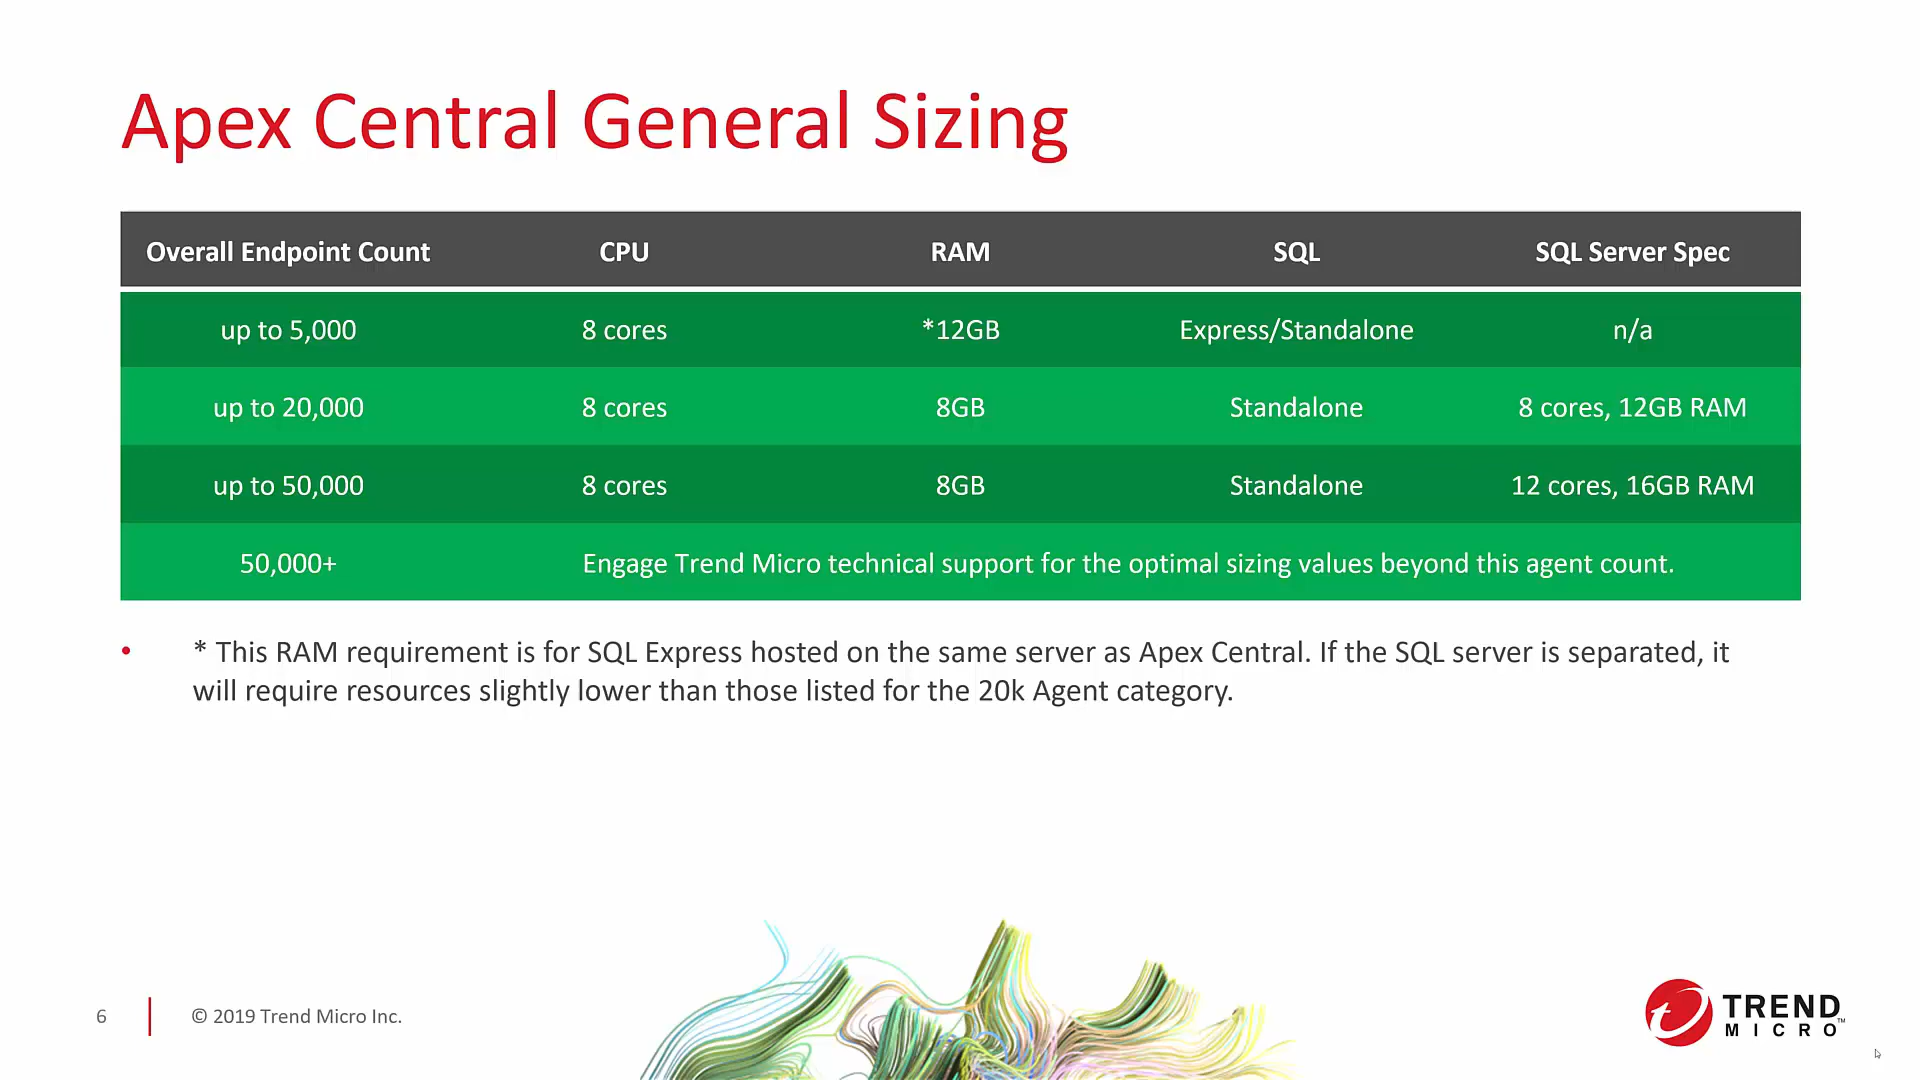 Apex Central General Sizing
Overall Endpoint Count CPU RAM SQL SQL Server Spec
up to 5,000 8 cores *12GB Express/Standalone n/a
up to 20,000 8 cores 8GB Standalone 8 cores, 12GB RAM
up to 50,000 8 cores 8GB Standalone 12 cores, 16GB RAM
50,000+ Engage Trend Micro technical support for the optimal sizing values beyond this agent count.
• * This RAM requirement is for SQL Express hosted on the same server as Apex Central. If the SQL server is separated, it
will require resources slightly lower than those listed for the 20k Agent category.
6 © 2019 Trend Micro Inc.
TREND
MICRO™